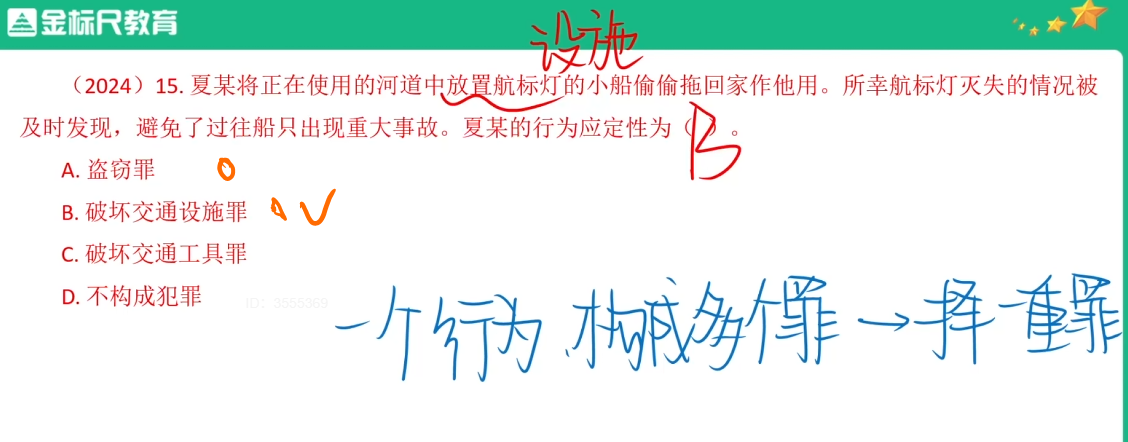 金标尺教育
设施
（2024）15. 夏某将正在使用的河道中放置航标灯的小船偷偷拖回家作他用。所幸航标灯灭失的情况被
及时发现，避免了过往船只出现重大事故。夏某的行为应定性为（ ）。
B
A. 盗窃罪
B. 破坏交通设施罪
C. 破坏交通工具罪
D. 不构成犯罪
ID：3555369
一个行为 构成多个罪→择一重罪